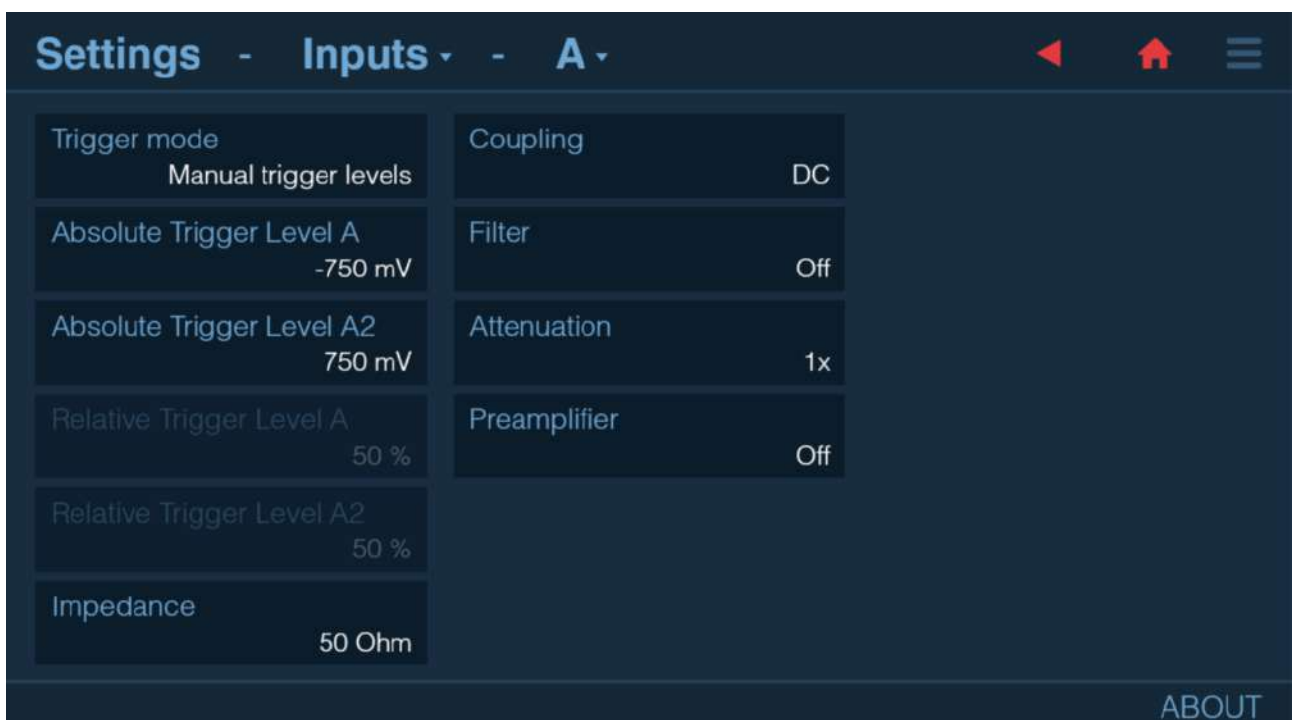 Settings - Inputs - A
Trigger mode
Manual trigger levels
Absolute Trigger Level A
-750 mV
Absolute Trigger Level A2
750 mV
Relative Trigger Level A
50 %
Relative Trigger Level A2
50 %
Impedance
50 Ohm
Coupling
DC
Filter
Off
Attenuation
1x
Preamplifier
Off
ABOUT